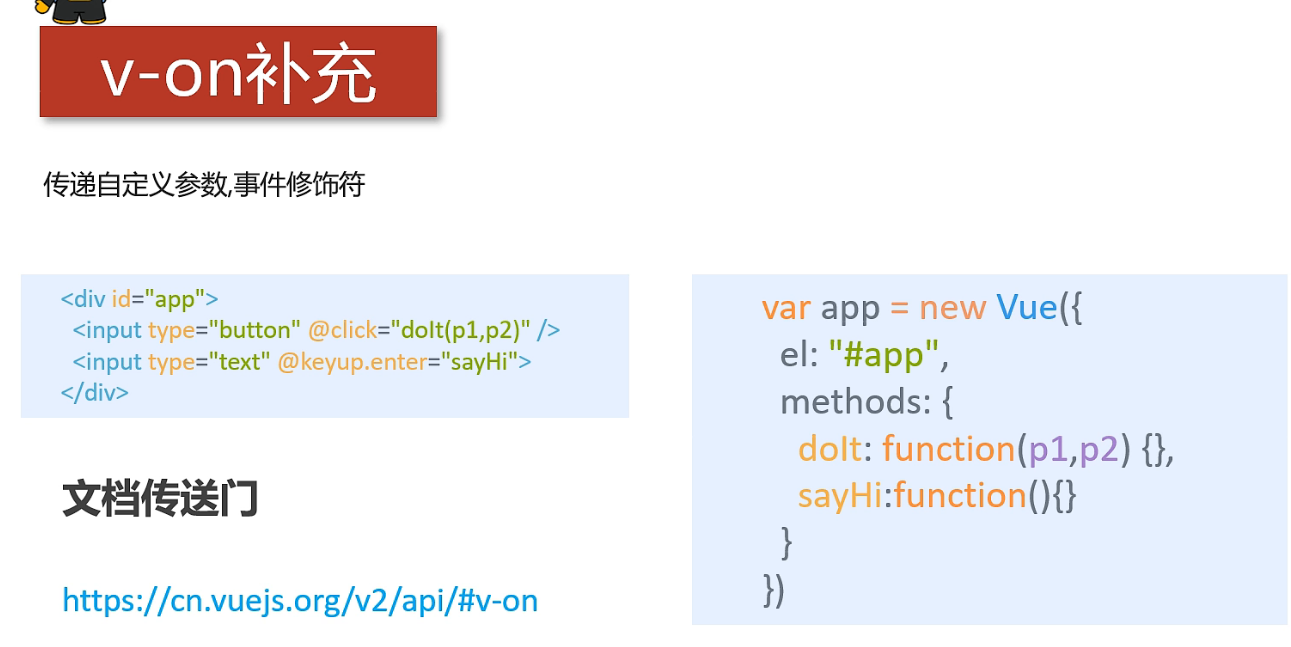 v-on补充
传递自定义参数,事件修饰符
<div id="app">
<input type="button" @click="doIt(p1,p2)" />
<input type="text" @keyup.enter="sayHi">
</div>
文档传送门
https://cn.vuejs.org/v2/api/#v-on
var app = new Vue({
el: "#app",
methods: {
doIt: function(p1,p2) {},
sayHi:function(){}
}
})